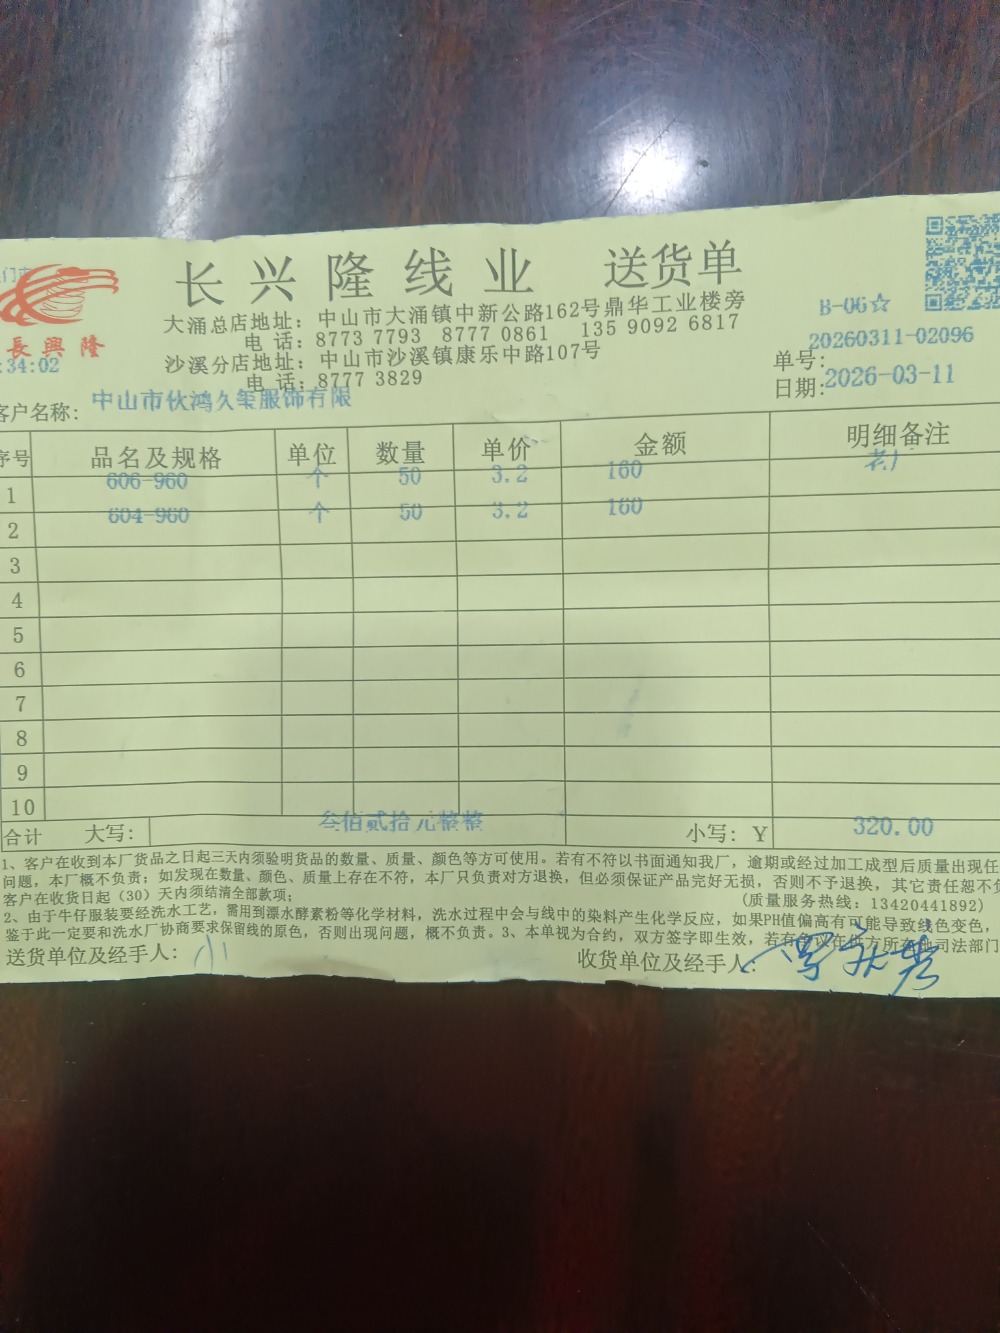 长兴隆线业 送货单
大涌总店地址：中山市大涌镇中新公路162号鼎华工业楼旁
电 话：8773 7793 8777 0861 135 9092 6817
沙溪分店地址：中山市沙溪镇康乐中路107号
电 话：8777 3829
長興隆
:34:02
B-06☆
单号：20260311-02096
日期：2026-03-11
客户名称：中山市伙鸿久玺服饰有限
序号 品名及规格 单位 数量 单价 金额 明细备注
1 606-960 个 50 3.2 160
2 604-960 个 50 3.2 160
3
4
5
6
7
8
9
10
合计 大写：叁佰贰拾元整整 小写：￥ 320.00
1、客户在收到本厂货品之日起三天内须验明货品的数量、质量、颜色等方可使用。若有不符以书面通知我厂，逾期或经过加工成型后质量出现任
问题，本厂概不负责；如发现在数量、颜色、质量上存在不符，本厂只负责对方退换，但必须保证产品完好无损，否则不予退换，其它责任恕不负
客户在收货日起（30）天内须结清全部款项； (质量服务热线：13420441892)
2、由于牛仔服装要经洗水工艺，需用到漂水酵素粉等化学材料，洗水过程中会与线中的染料产生化学反应，如果PH值偏高有可能导致线色变色，
鉴于此一定要和洗水厂协商要求保留线的原色，否则出现问题，概不负责。3、本单视为合约，双方签字即生效，若有争议在供方所在地司法部门
送货单位及经手人： 收货单位及经手人：